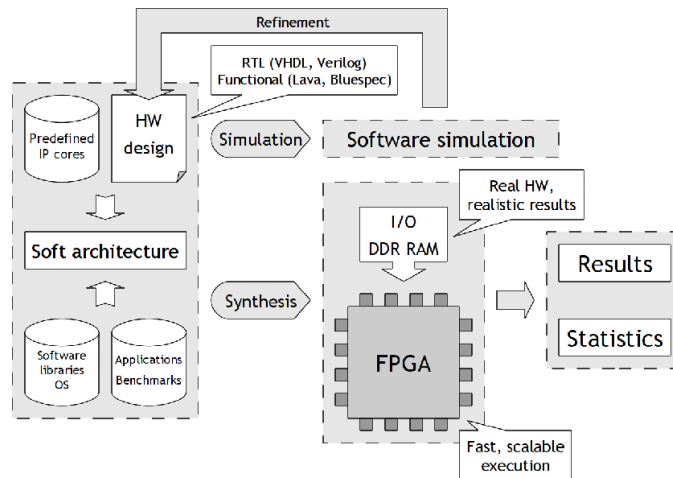 Refinement
RTL (VHDL, Verilog)
Functional (Lava, Bluespec)
Predefined
IP cores
HW
design
Simulation
Software simulation
Soft architecture
Real HW,
realistic results
I/O
DDR RAM
Synthesis
Results
Statistics
FPGA
Software
libraries
OS
Applications
Benchmarks
Fast, scalable
execution